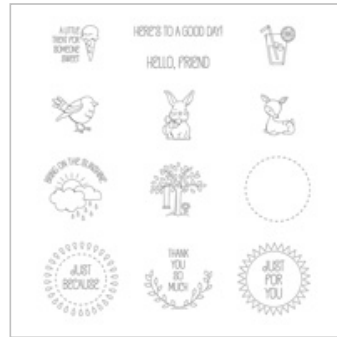 A LITTLE
TREAT FOR
SOMEONE
SWEET
HERE'S TO A GOOD DAY!
HELLO, FRIEND
BRING ON THE SUNSHINE
JUST
BECAUSE
THANK
YOU
SO
MUCH
JUST
FOR
YOU